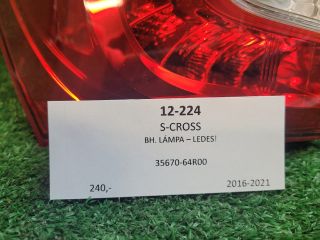 12-224
S-CROSS
BH. LÁMPA – LEDES!
35670-64R00
240,- 2016-2021